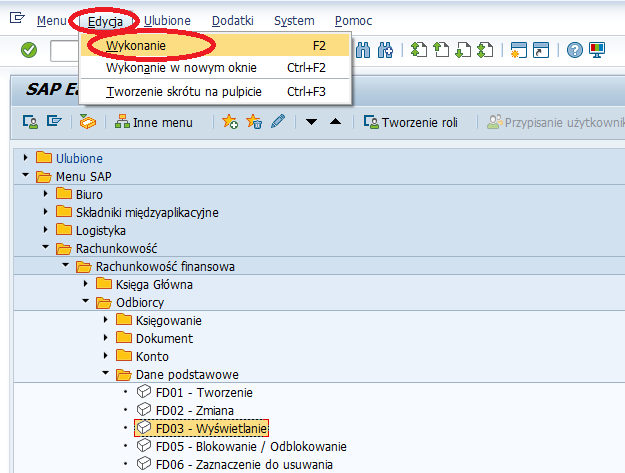 Menu Edycja Ulubione Dodatki System Pomoc
Wykonanie F2
Wykonanie w nowym oknie Ctrl+F2
Tworzenie skrótu na pulpicie Ctrl+F3
SAP Ea
Inne menu Tworzenie roli Przypisanie użytkownik
Ulubione
Menu SAP
Biuro
Składniki międzyaplikacyjne
Logistyka
Rachunkowość
Rachunkowość finansowa
Księga Główna
Odbiorcy
Księgowanie
Dokument
Konto
Dane podstawowe
FD01 - Tworzenie
FD02 - Zmiana
FD03 - Wyświetlanie
FD05 - Blokowanie / Odblokowanie
FD06 - Zaznaczenie do usuwania